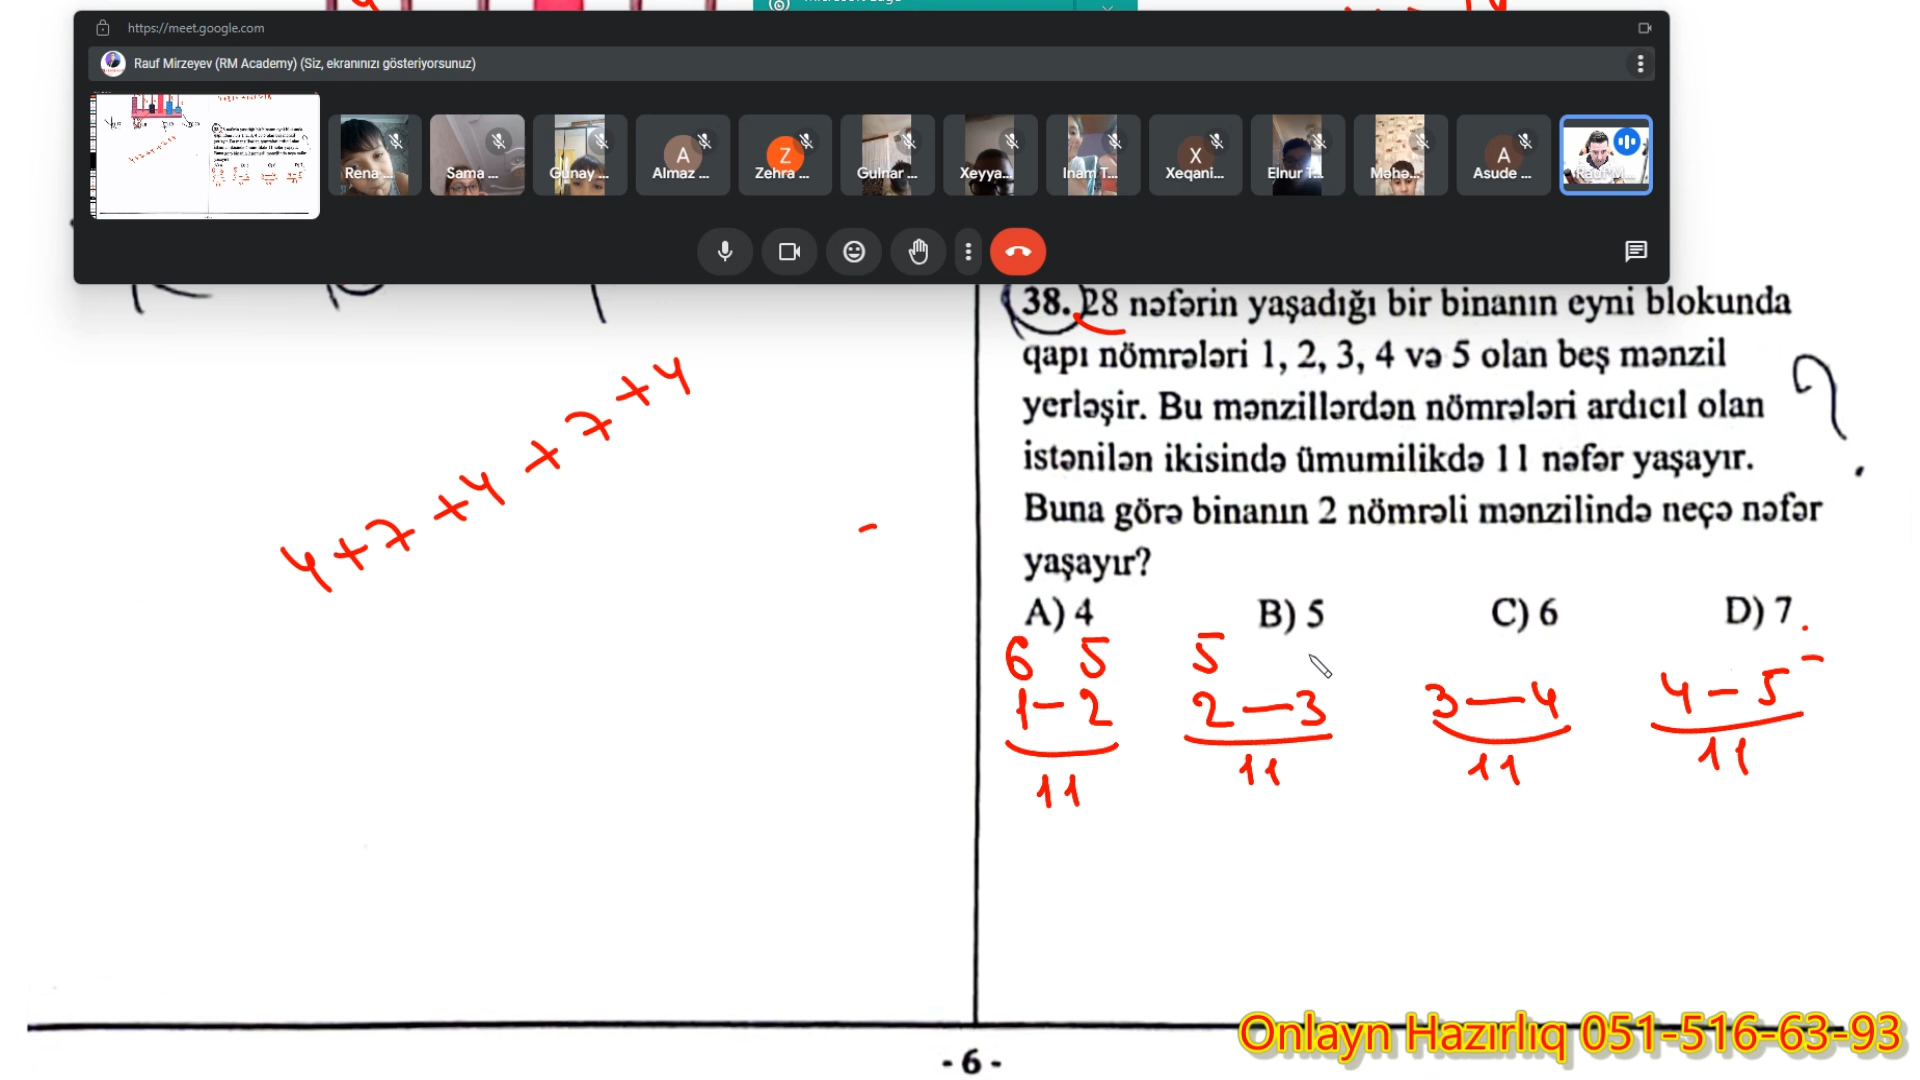 Microsoft Edge
https://meet.google.com
Rauf Mirzeyev (RM Academy) (Siz, ekranınızı gösteriyorsunuz)
Rena ...
Sama ...
Günay ...
A
Almaz ...
Z
Zehra ...
Gulnar ...
Xeyya...
Inam T...
X
Xeqani...
Elnur T...
Məhə...
A
Asude ...
38. 28 nəfərin yaşadığı bir binanın eyni blokunda
qapı nömrələri 1, 2, 3, 4 və 5 olan beş mənzil
yerləşir. Bu mənzillərdən nömrələri ardıcıl olan
istənilən ikisində ümumilikdə 11 nəfər yaşayır.
Buna görə binanın 2 nömrəli mənzilində neçə nəfər
yaşayır?
A) 4 B) 5 C) 6 D) 7
4+7+4+7+4
6 5 5
1-2 2-3 3-4 4-5
11 11 11 11
Onlayn Hazırlıq 051-516-63-93
- 6 -